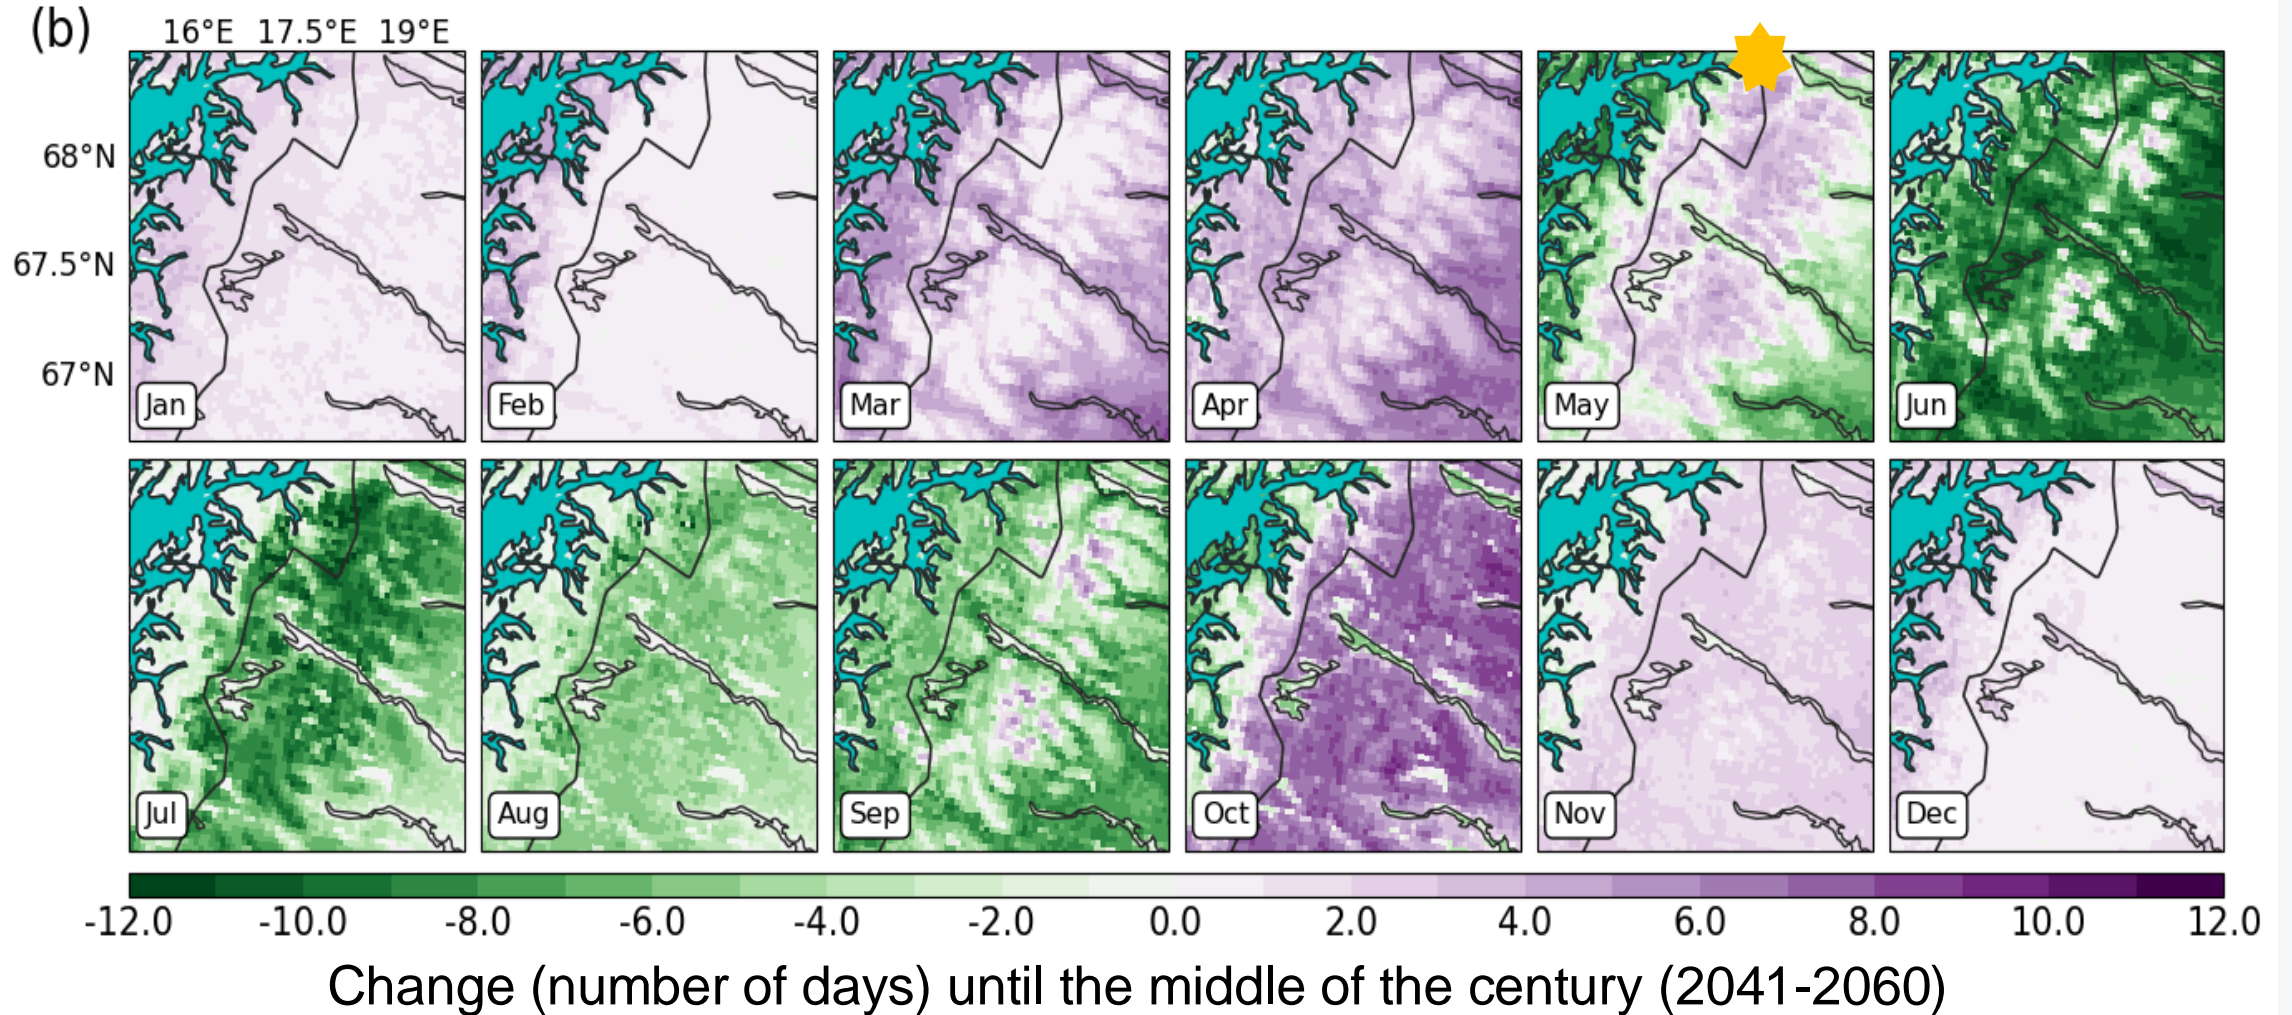 (b)
16°E 17.5°E 19°E
68°N
67.5°N
67°N
Jan Feb Mar Apr May Jun
Jul Aug Sep Oct Nov Dec
-12.0 -10.0 -8.0 -6.0 -4.0 -2.0 0.0 2.0 4.0 6.0 8.0 10.0 12.0
Change (number of days) until the middle of the century (2041-2060)